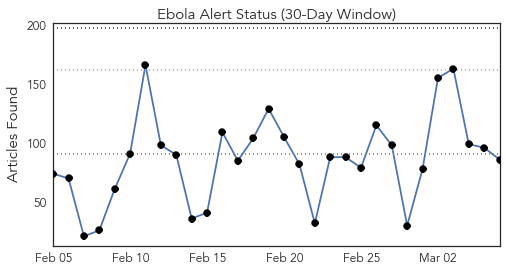 Ebola Alert Status (30-Day Window)
200
150
100
50
Articles Found
Feb 05
Feb 10
Feb 15
Feb 20
Feb 25
Mar 02